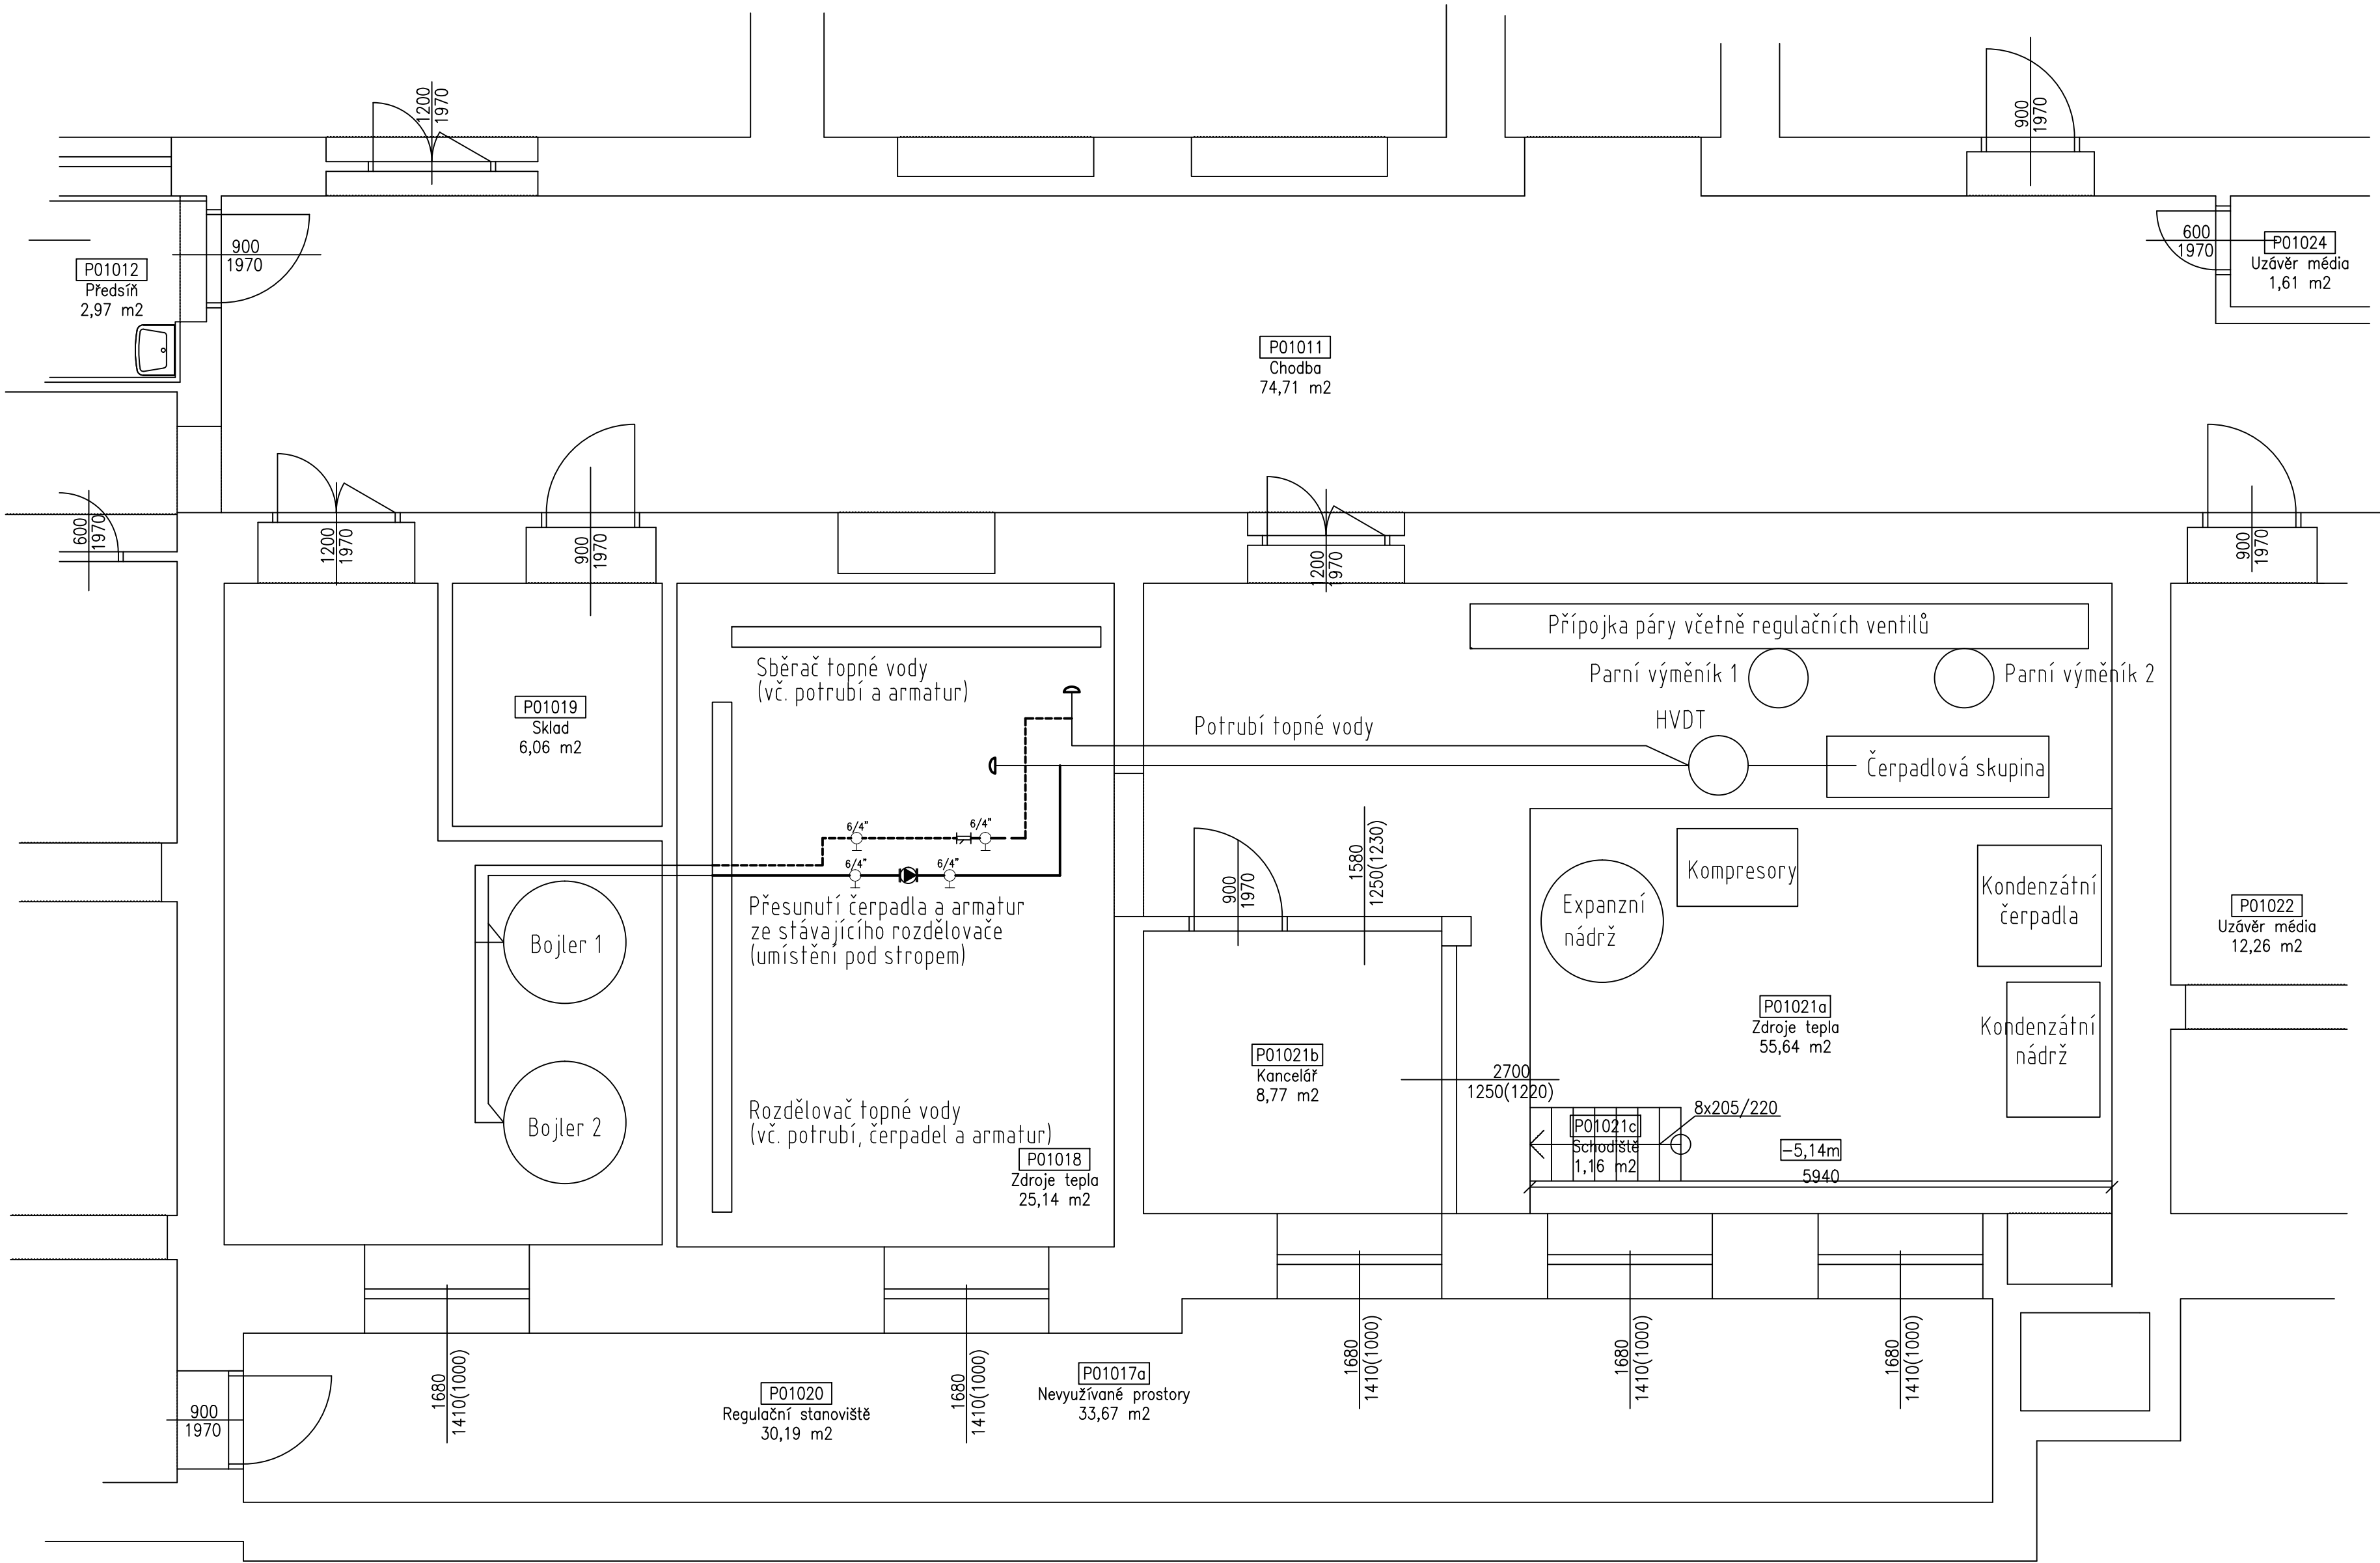 1200
1970
900
1970
900
1970
P01012
Předsíň
2,97 m2
600
1970
P01024
Uzávěr média
1,61 m2
P01011
Chodba
74,71 m2
600
1970
1200
1970
900
1970
1200
1970
900
1970
Přípojka páry včetně regulačních ventilů
Sběrač topné vody
(vč. potrubí a armatur)
Parní výměník 1
Parní výměník 2
P01019
Sklad
6,06 m2
Potrubí topné vody
HVDT
Čerpadlová skupina
6/4"
6/4"
6/4"
6/4"
1580
1250(1230)
900
1970
Kompresory
Expanzní
nádrž
Kondenzátní
čerpadla
Bojler 1
Přesunutí čerpadla a armatur
ze stávajícího rozdělovače
(umístění pod stropem)
P01022
Uzávěr média
12,26 m2
P01021a
Zdroje tepla
55,64 m2
Kondenzátní
nádrž
P01021b
Kancelář
8,77 m2
2700
1250(1220)
Bojler 2
Rozdělovač topné vody
(vč. potrubí, čerpadel a armatur)
8x205/220
P01021c
Schodiště
1,16 m2
-5,14m
5940
P01018
Zdroje tepla
25,14 m2
1680
1410(1000)
1680
1410(1000)
1680
1410(1000)
1680
1410(1000)
1680
1410(1000)
P01020
Regulační stanoviště
30,19 m2
P01017a
Nevyužívané prostory
33,67 m2
900
1970